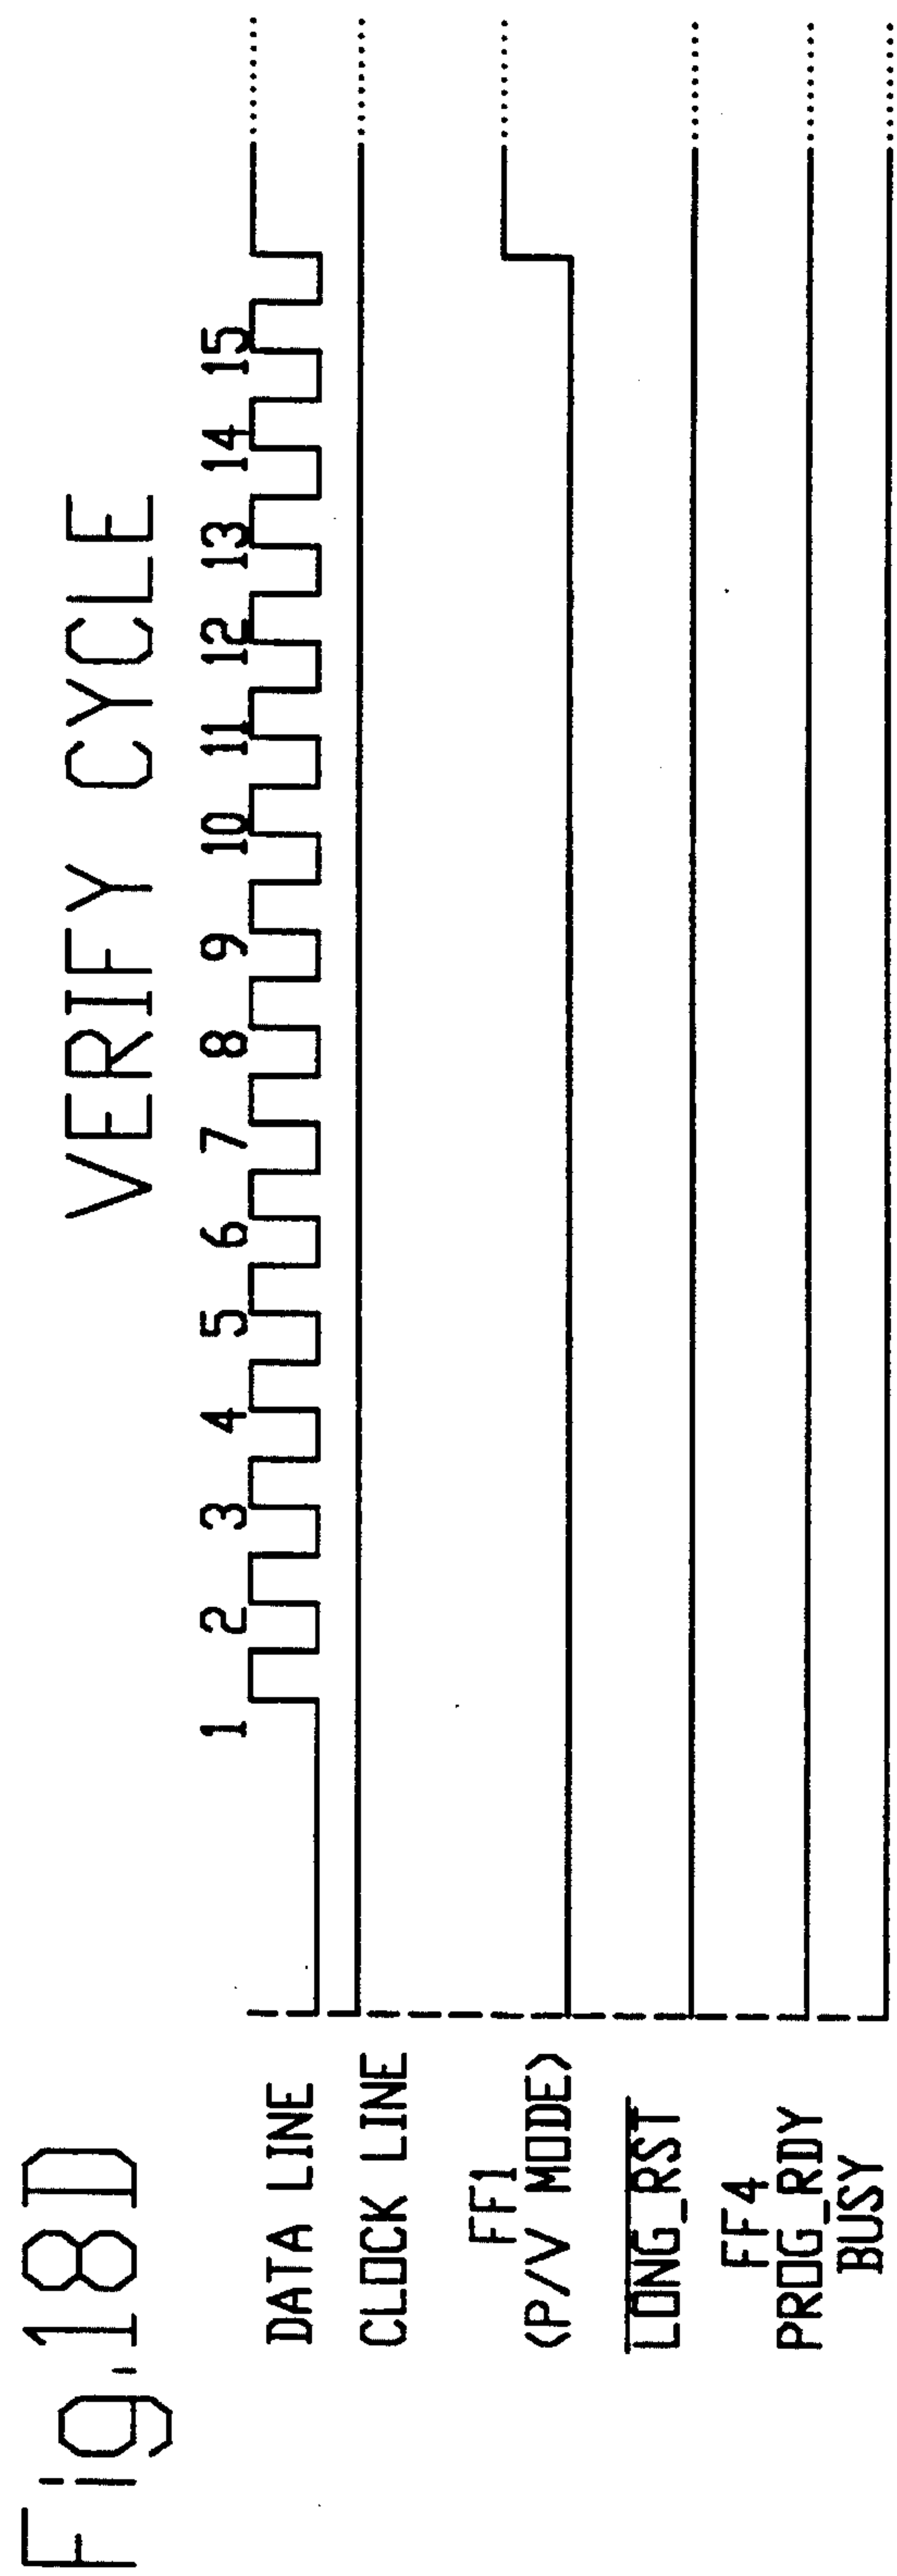 Fig.18D
VERIFY CYCLE
1 2 3 4 5 6 7 8 9 10 11 12 13 14 15
DATA LINE
CLOCK LINE
FF1
(P/V MODE)
LONG_RST
FF4
PROG_RDY
BUSY